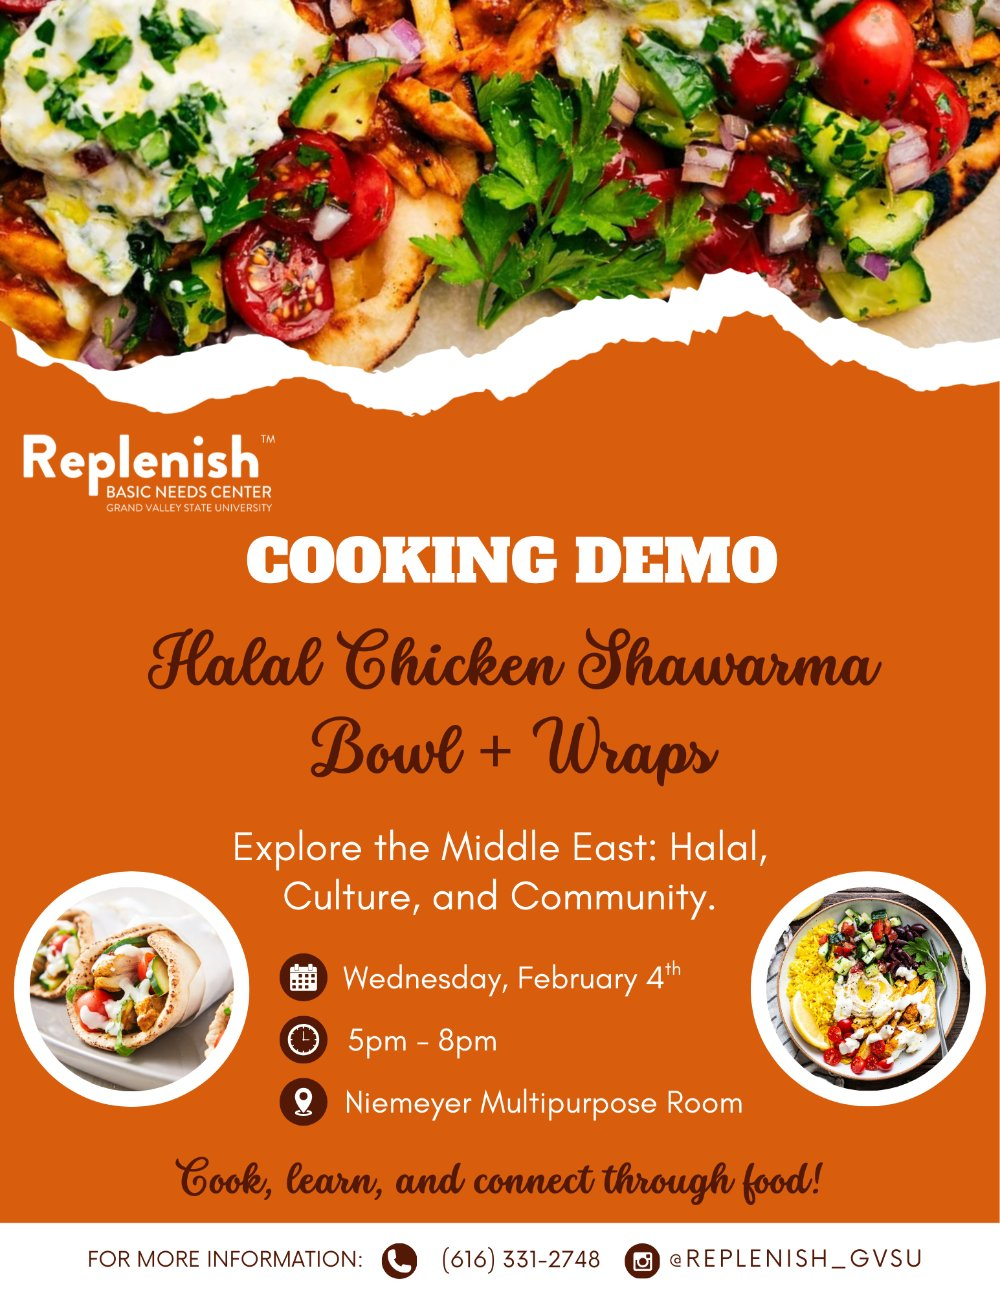 Replenish™
BASIC NEEDS CENTER
GRAND VALLEY STATE UNIVERSITY
COOKING DEMO
Halal Chicken Shawarma
Bowl + Wraps
Explore the Middle East: Halal,
Culture, and Community.
Wednesday, February 4th
5pm - 8pm
Niemeyer Multipurpose Room
Cook, learn, and connect through food!
FOR MORE INFORMATION: (616) 331-2748 @REPLENISH_GVSU